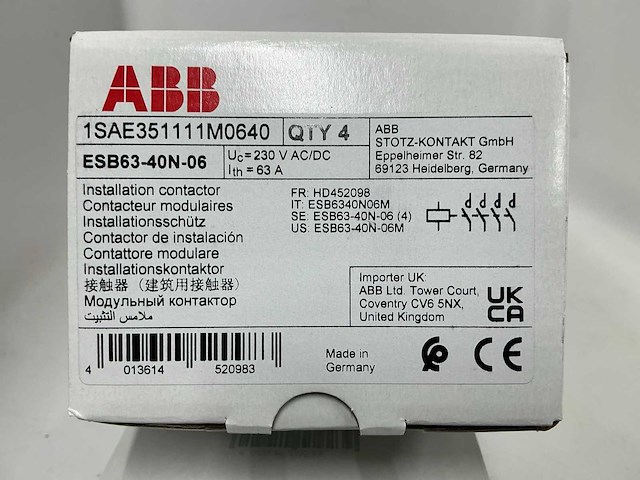 ABB
1SAE351111M0640
QTY 4
ABB
STOTZ-KONTAKT GmbH
Eppelheimer Str. 82
69123 Heidelberg, Germany
ESB63-40N-06
Uc=230 V AC/DC
Ith=63 A
Installation contactor
Contacteur modulaires
Installationsschütz
Contactor de instalación
Contattore modulare
Installationskontaktor
接触器（建筑用接触器）
Модульный контактор
ملامس التثبيت
FR: HD452098
IT: ESB6340N06M
SE: ESB63-40N-06 (4)
US: ESB63-40N-06M
Importer UK:
ABB Ltd. Tower Court,
Coventry CV6 5NX,
United Kingdom
UK
CA
4 013614 520983
Made in
Germany
CE